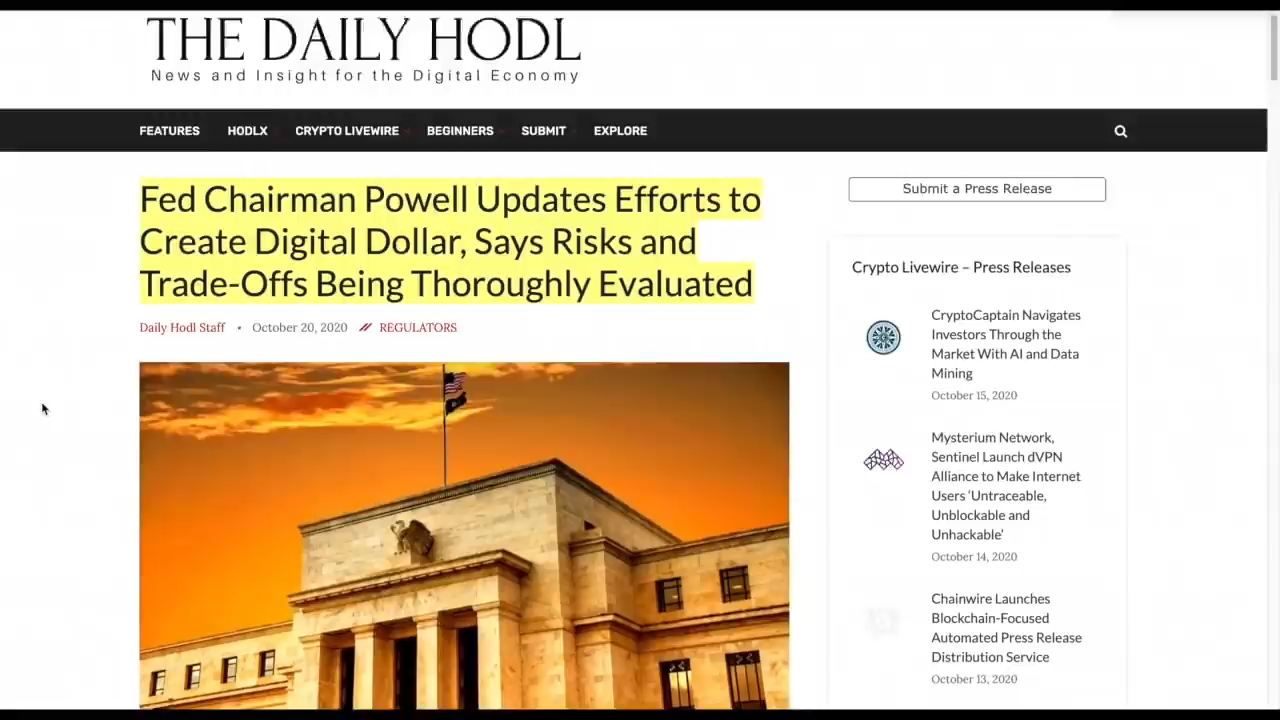 THE DAILY HODL
News and Insight for the Digital Economy
FEATURES HODLX CRYPTO LIVEWIRE BEGINNERS SUBMIT EXPLORE
Fed Chairman Powell Updates Efforts to
Create Digital Dollar, Says Risks and
Trade-Offs Being Thoroughly Evaluated
Daily Hodl Staff • October 20, 2020 // REGULATORS
Submit a Press Release
Crypto Livewire – Press Releases
CryptoCaptain Navigates
Investors Through the
Market With AI and Data
Mining
October 15, 2020
Mysterium Network,
Sentinel Launch dVPN
Alliance to Make Internet
Users ‘Untraceable,
Unblockable and
Unhackable’
October 14, 2020
Chainwire Launches
Blockchain-Focused
Automated Press Release
Distribution Service
October 13, 2020